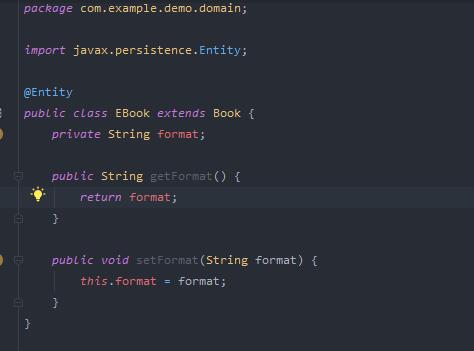 package com.example.demo.domain;
import javax.persistence.Entity;
@Entity
public class EBook extends Book {
private String format;
public String getFormat() {
return format;
}
public void setFormat(String format) {
this.format = format;
}
}